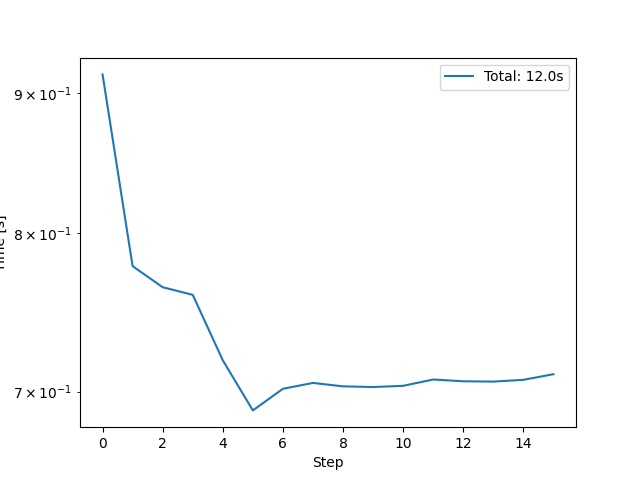 Total: 12.0s
9 × 10⁻¹
8 × 10⁻¹
7 × 10⁻¹
0 2 4 6 8 10 12 14
Step
Time [s]